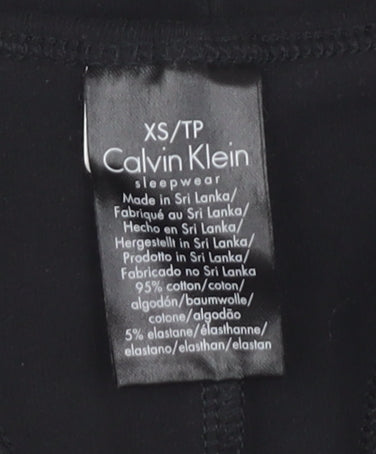 XS/TP
Calvin Klein
sleepwear
Made in Sri Lanka/
Fabriqué au Sri Lanka/
Hecho en Sri Lanka/
Hergestellt in Sri Lanka/
Prodotto in Sri Lanka/
Fabricado no Sri Lanka
95% cotton/coton/
algodón/baumwolle/
cotone/algodão
5% elastane/élasthanne/
elastano/elasthan/elastan